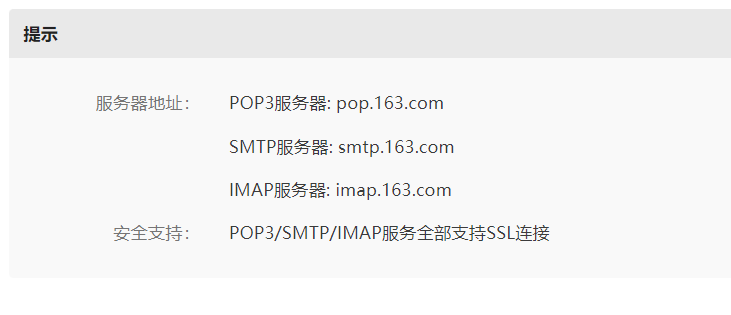 提示
服务器地址： POP3服务器: pop.163.com
SMTP服务器: smtp.163.com
IMAP服务器: imap.163.com
安全支持： POP3/SMTP/IMAP服务全部支持SSL连接